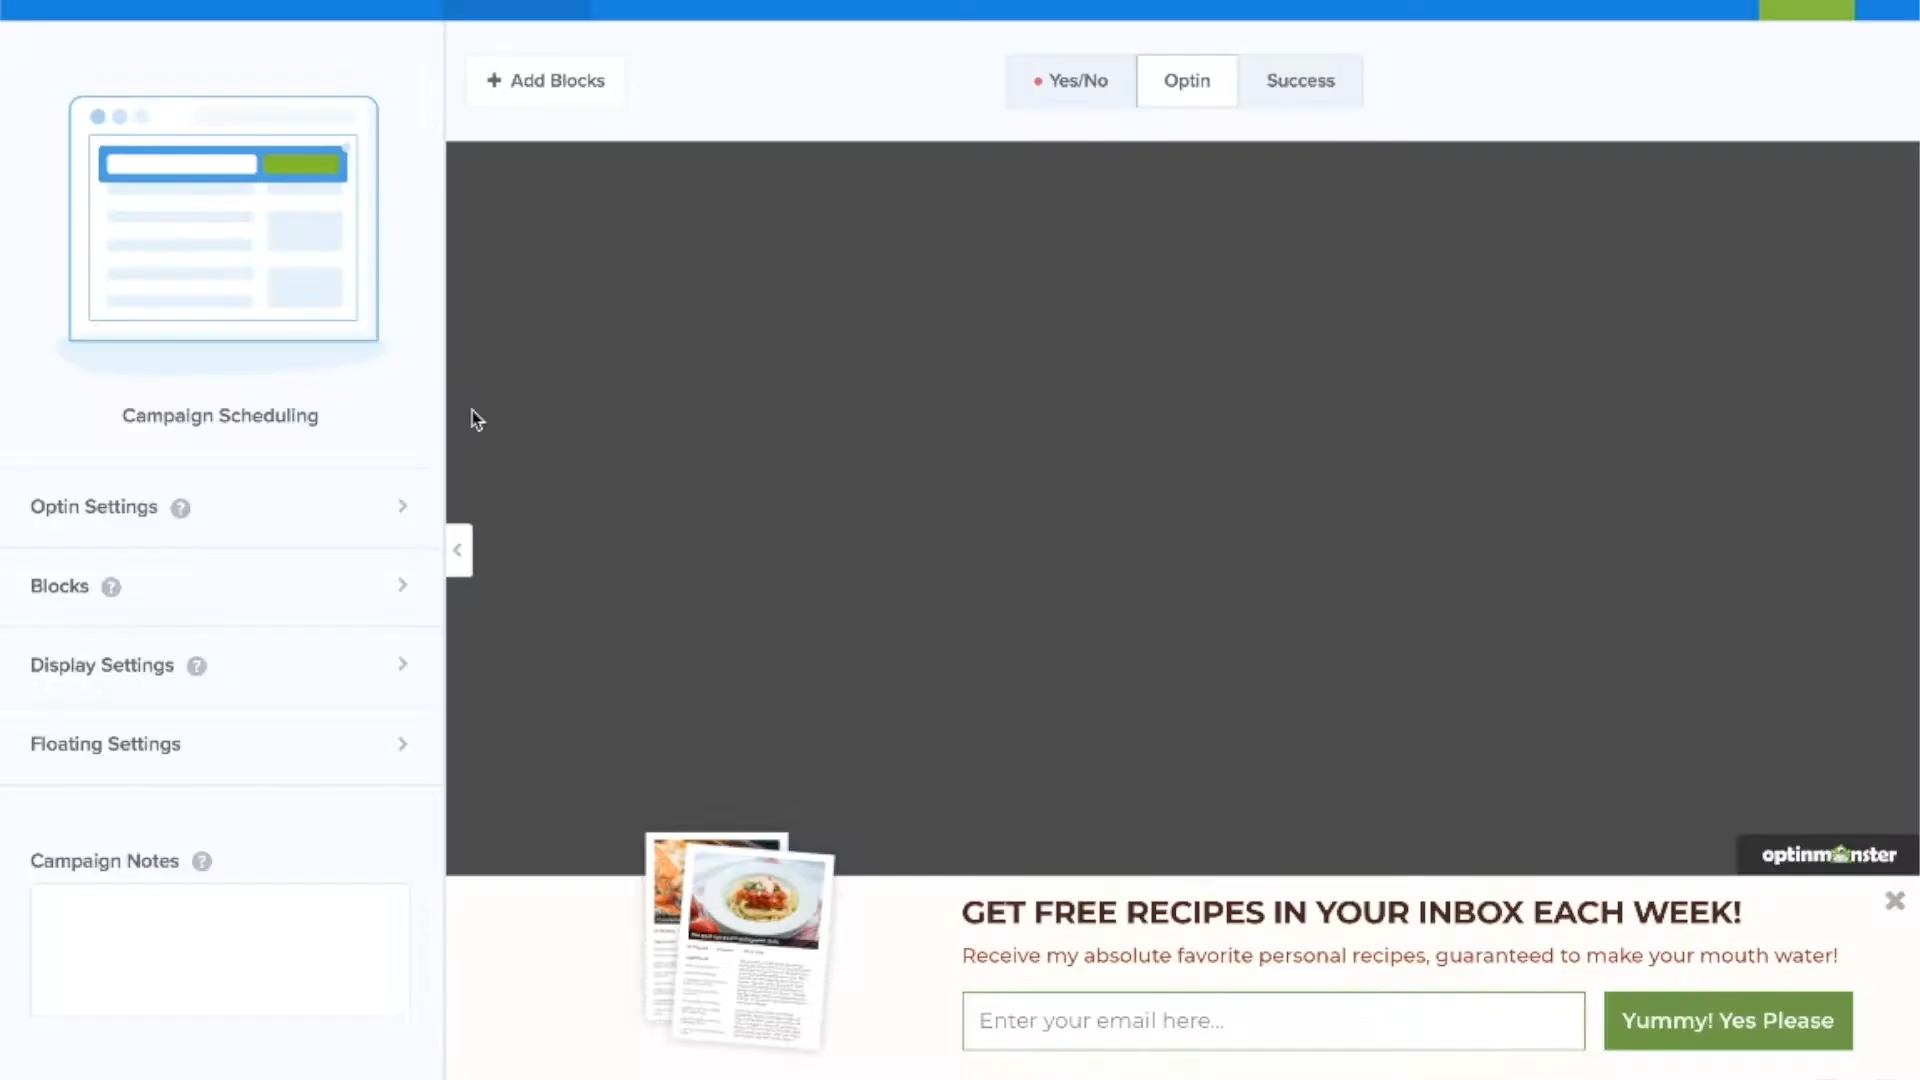 Add Blocks
Yes/No
Optin
Success
Campaign Scheduling
Optin Settings ?
Blocks ?
Display Settings ?
Floating Settings
Campaign Notes ?
optinmonster
GET FREE RECIPES IN YOUR INBOX EACH WEEK!
Receive my absolute favorite personal recipes, guaranteed to make your mouth water!
Enter your email here...
Yummy! Yes Please